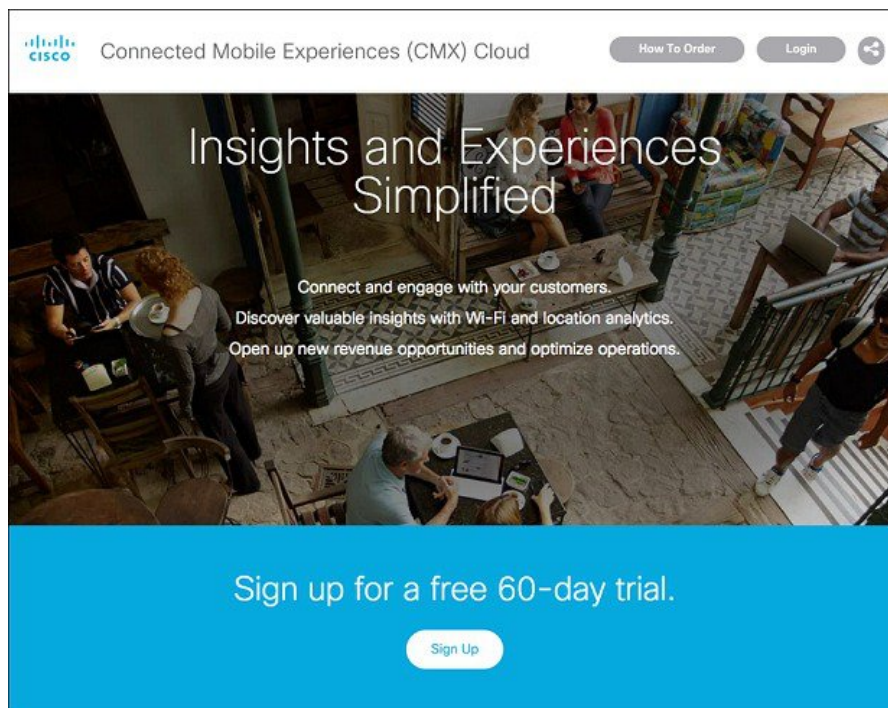 CISCO
Connected Mobile Experiences (CMX) Cloud
How To Order
Login
Insights and Experiences
Simplified
Connect and engage with your customers.
Discover valuable insights with Wi-Fi and location analytics.
Open up new revenue opportunities and optimize operations.
Sign up for a free 60-day trial.
Sign Up